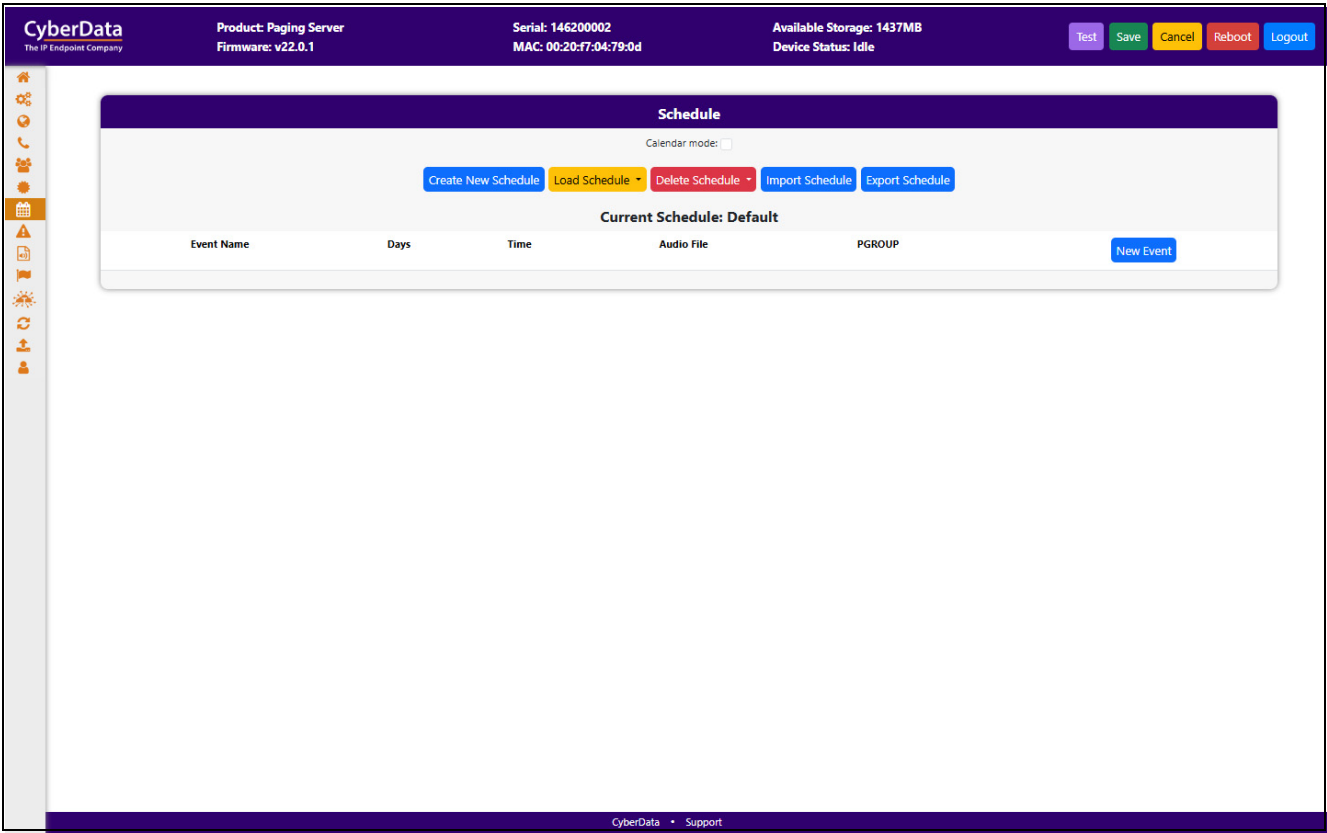 CyberData
The IP Endpoint Company
Product: Paging Server
Firmware: v22.0.1
Serial: 146200002
MAC: 00:20:f7:04:79:0d
Available Storage: 1437MB
Device Status: Idle
Test Save Cancel Reboot Logout
Schedule
Calendar mode:
Create New Schedule Load Schedule Delete Schedule Import Schedule Export Schedule
Current Schedule: Default
Event Name Days Time Audio File PGROUP New Event
CyberData • Support